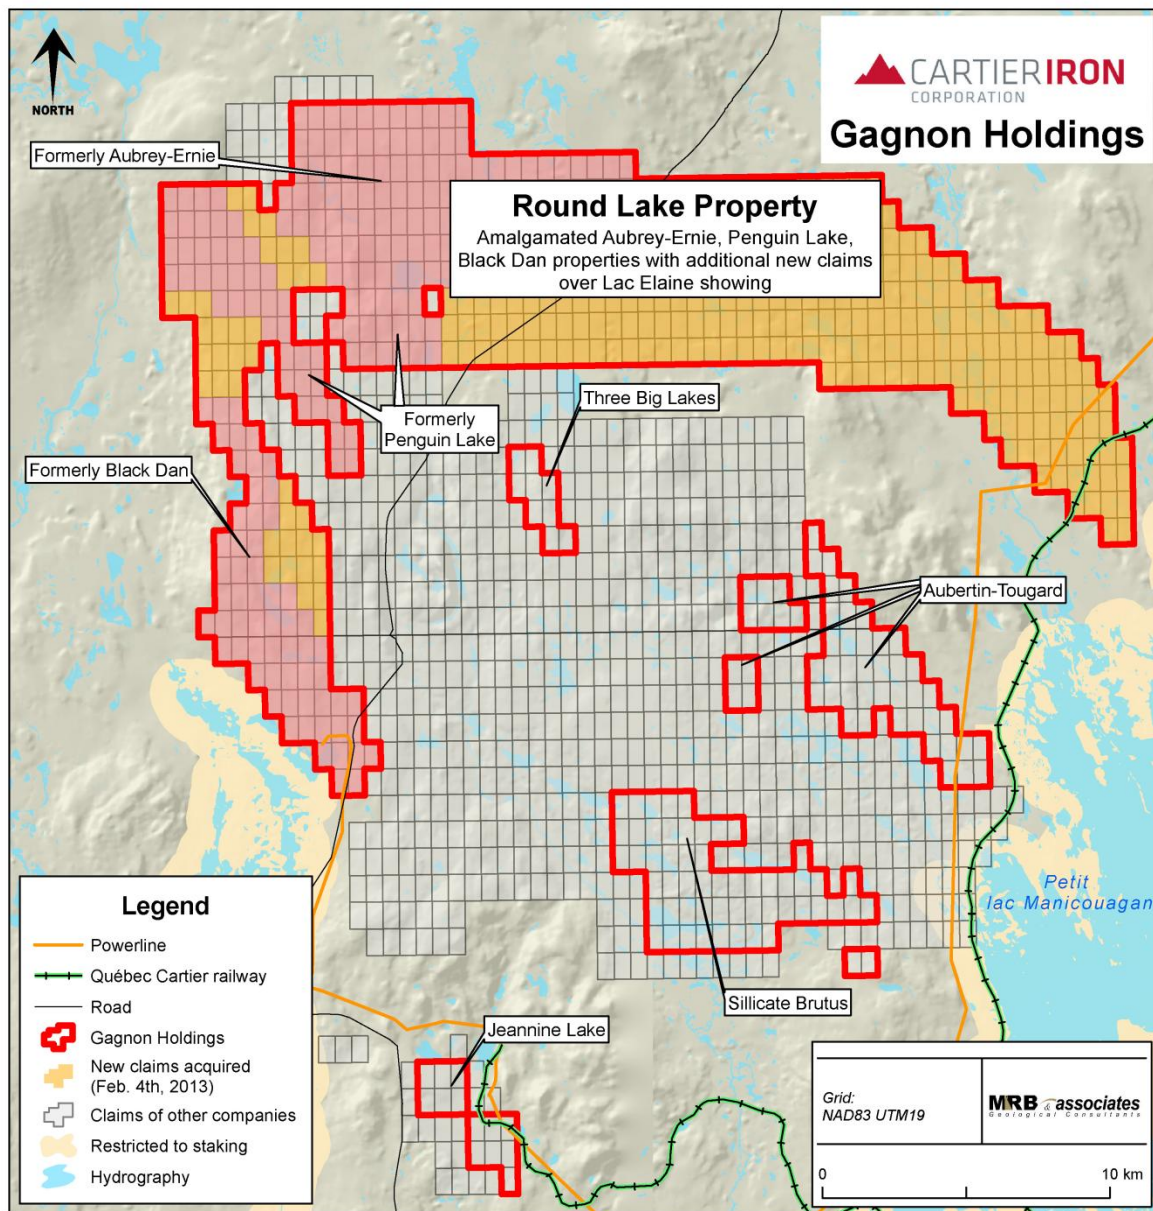 NORTH
CARTIERIRON
CORPORATION
Gagnon Holdings
Formerly Aubrey-Ernie
Round Lake Property
Amalgamated Aubrey-Ernie, Penguin Lake,
Black Dan properties with additional new claims
over Lac Elaine showing
Three Big Lakes
Formerly
Penguin Lake
Formerly Black Dan
Aubertin-Tougard
Petit
lac Manicouagan
Sillicate Brutus
Jeannine Lake
Legend
Powerline
Québec Cartier railway
Road
Gagnon Holdings
New claims acquired
(Feb. 4th, 2013)
Claims of other companies
Restricted to staking
Hydrography
Grid:
NAD83 UTM19
MRB & associates
Geological Consultants
0 10 km